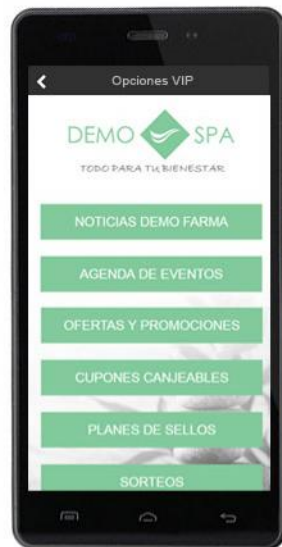 Opciones VIP
DEMO SPA
TODO PARA TU BIENESTAR
NOTICIAS DEMO FARMA
AGENDA DE EVENTOS
OFERTAS Y PROMOCIONES
CUPONES CANJEABLES
PLANES DE SELLOS
SORTEOS